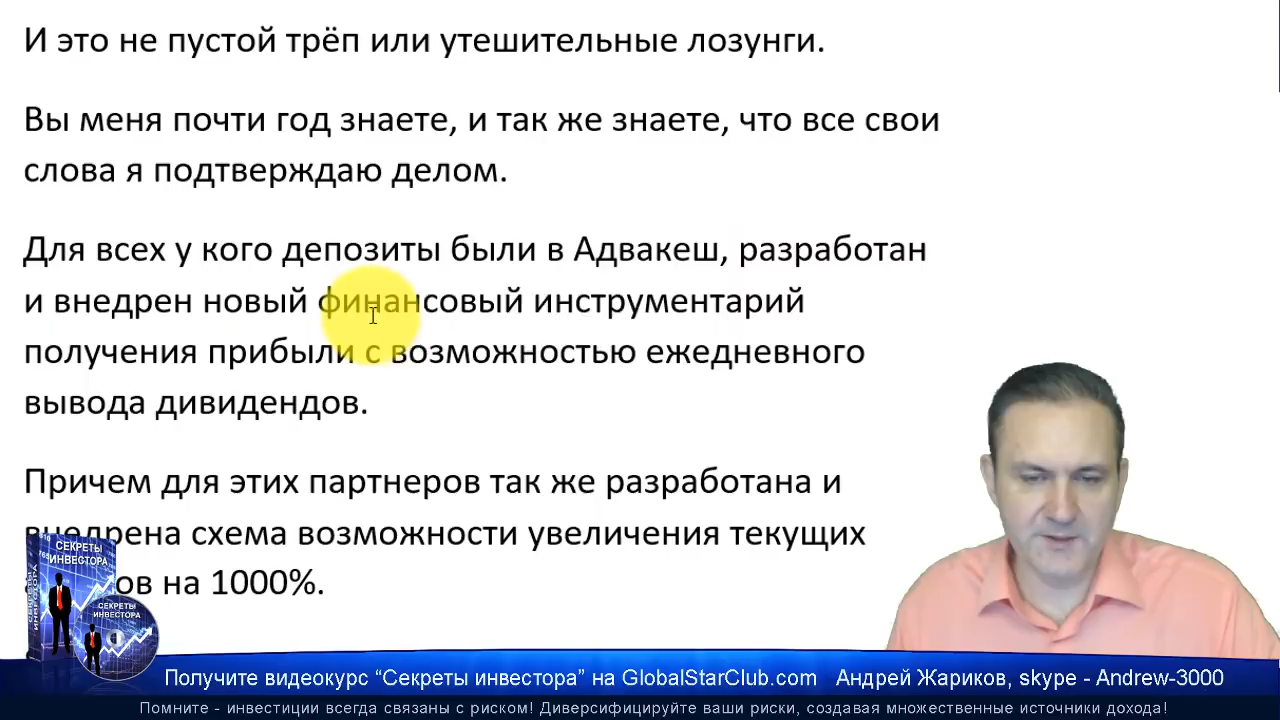 И это не пустой трёп или утешительные лозунги.
Вы меня почти год знаете, и так же знаете, что все свои
слова я подтверждаю делом.
Для всех у кого депозиты были в Адвакеш, разработан
и внедрен новый финансовый инструментарий
получения прибыли с возможностью ежедневного
вывода дивидендов.
Причем для этих партнеров так же разработана и
внедрена схема возможности увеличения текущих
ов на 1000%.
СЕКРЕТЫ
ИНВЕСТОРА
СЕКРЕТЫ
ИНВЕСТОРА
Получите видеокурс “Секреты инвестора” на GlobalStarClub.com Андрей Жариков, skype - Andrew-3000
Помните - инвестиции всегда связаны с риском! Диверсифицируйте ваши риски, создавая множественные источники дохода!